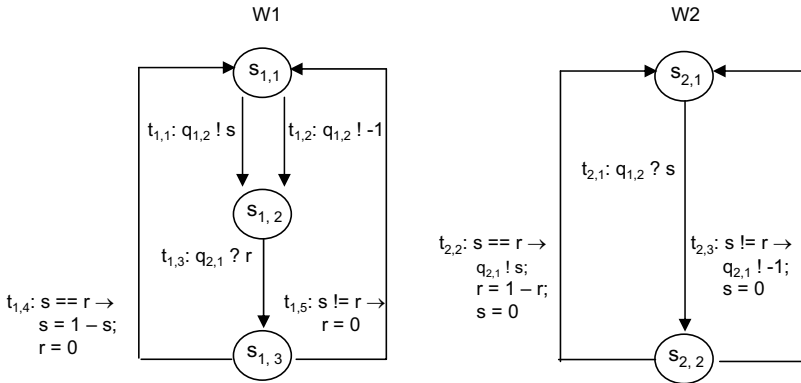 W1
W2
s1,1
s2,1
t1,1: q1,2 ! s
t1,2: q1,2 ! -1
t2,1: q1,2 ? s
s1, 2
t1,3: q2,1 ? r
t2,2: s == r →
q2,1 ! s;
r = 1 – r;
s = 0
t2,3: s != r →
q2,1 ! -1;
s = 0
t1,4: s == r →
s = 1 – s;
r = 0
t1,5: s != r →
r = 0
s1, 3
s2, 2